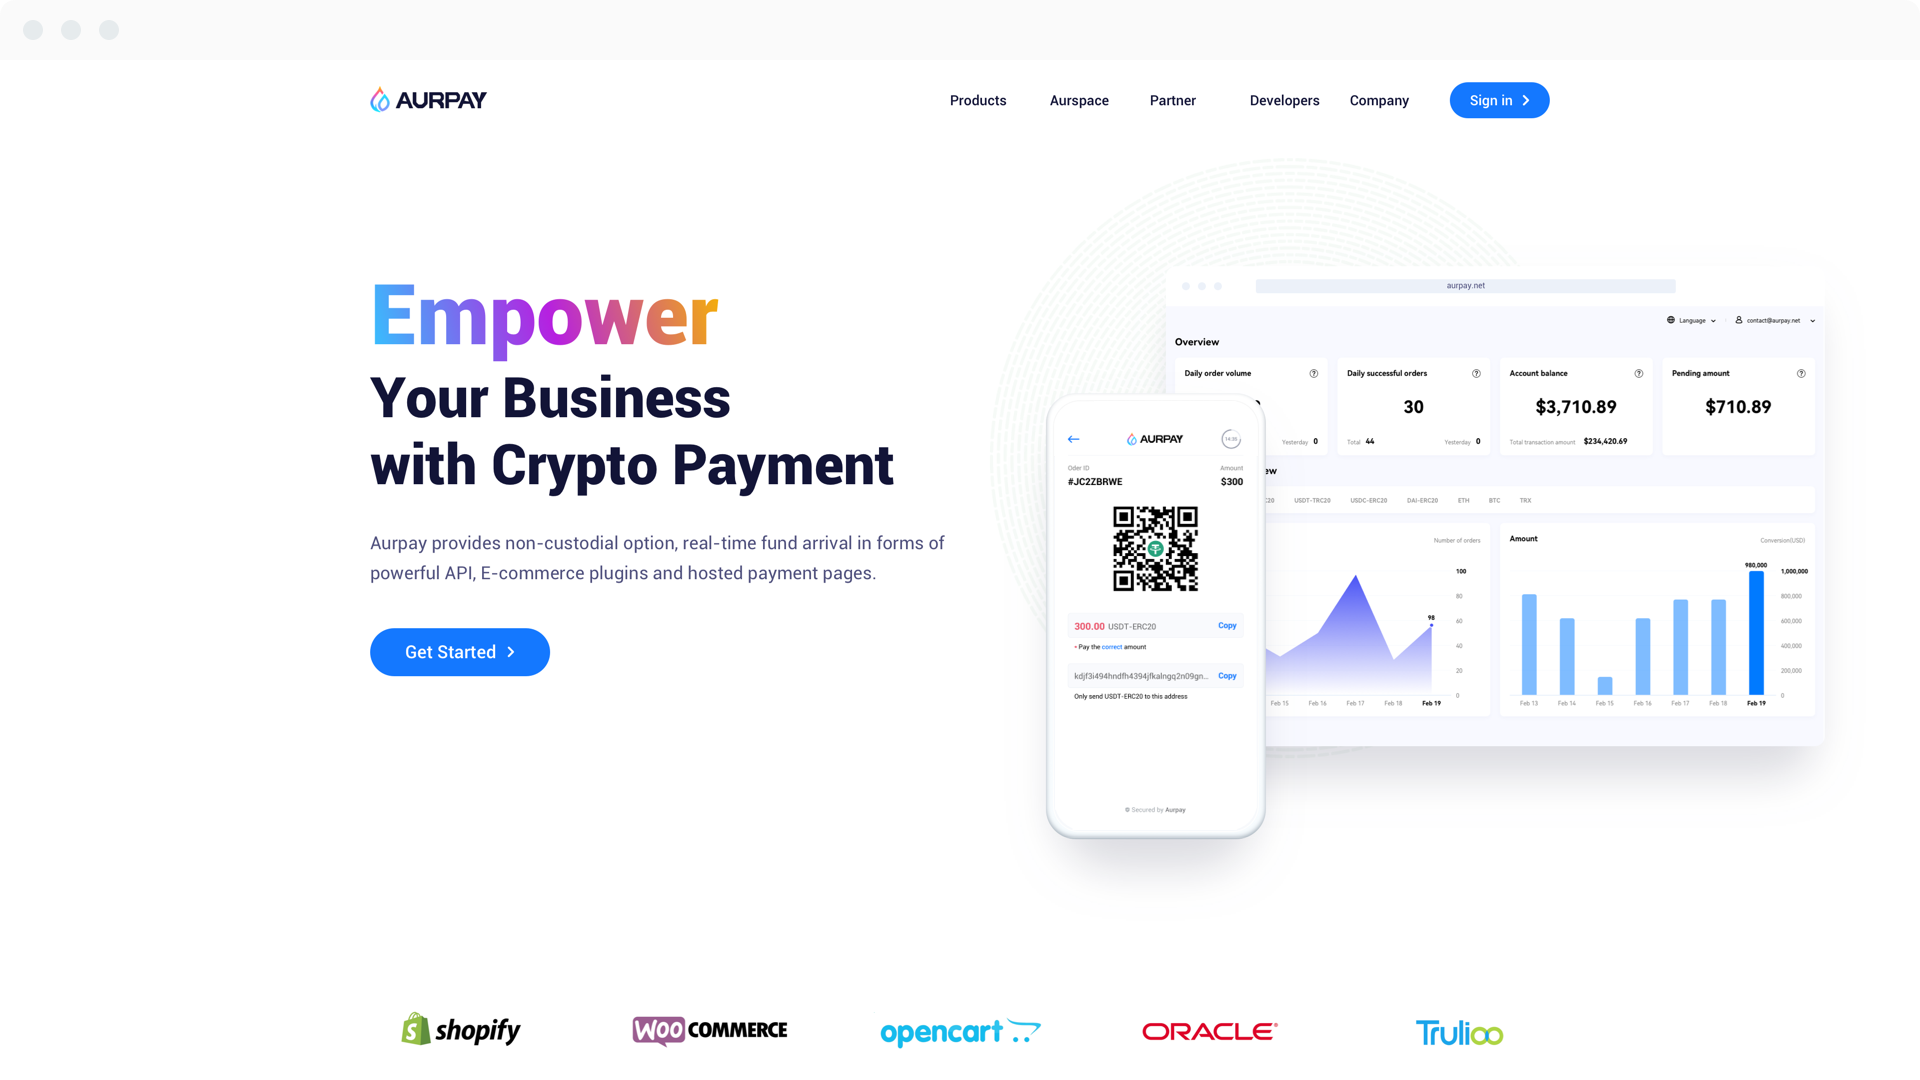 AURPAY
Products
Aurspace
Partner
Developers
Company
Sign in
Empower
Your Business
with Crypto Payment
Aurpay provides non-custodial option, real-time fund arrival in forms of
powerful API, E-commerce plugins and hosted payment pages.
Get Started
aurpay.net
Language
contact@aurpay.net
Overview
Daily order volume
Yesterday 0
Daily successful orders
30
Total 44
Yesterday 0
Account balance
$3,710.89
Total transaction amount $234,420.69
Pending amount
$710.89
USDT-TRC20
USDC-ERC20
DAI-ERC20
ETH
BTC
TRX
Number of orders
100
80
60
40
20
0
98
Feb 15
Feb 16
Feb 17
Feb 18
Feb 19
Amount
Conversion(USD)
980,000
1,000,000
800,000
600,000
400,000
200,000
0
Feb 13
Feb 14
Feb 15
Feb 16
Feb 17
Feb 18
Feb 19
AURPAY
Oder ID
Amount
#JC2ZBRWE
$300
300.00 USDT-ERC20
Copy
• Pay the correct amount
kdjf3i494hndfh4394jfkalngq2n09gn...
Copy
Only send USDT-ERC20 to this address
Secured by Aurpay
shopify
WOO COMMERCE
opencart
ORACLE
Trulioo